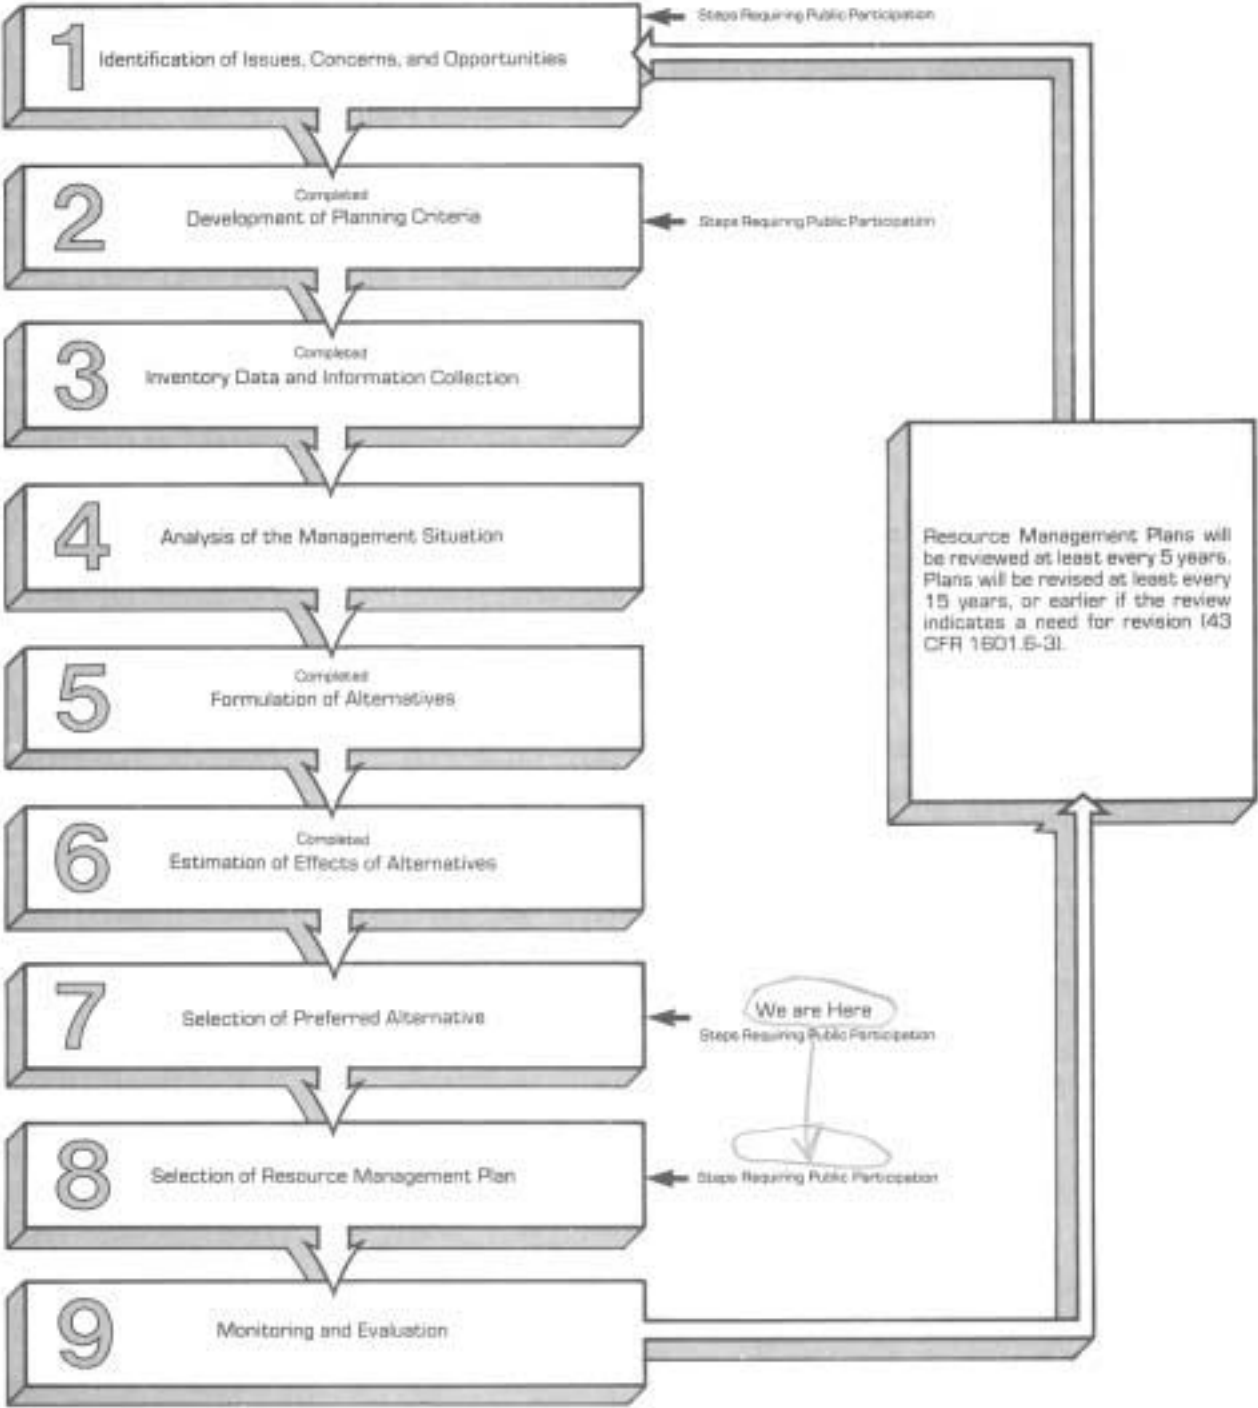 Steps Requiring Public Participation
1
Identification of Issues, Concerns, and Opportunities
2
Completed
Development of Planning Criteria
Steps Requiring Public Participation
3
Completed
Inventory Data and Information Collection
4
Analysis of the Management Situation
Resource Management Plans will
be reviewed at least every 5 years.
Plans will be revised at least every
15 years, or earlier if the review
indicates a need for revision (43
CFR 1601.6-3).
5
Completed
Formulation of Alternatives
6
Completed
Estimation of Effects of Alternatives
7
Selection of Preferred Alternative
We are Here
Steps Requiring Public Participation
8
Selection of Resource Management Plan
Steps Requiring Public Participation
9
Monitoring and Evaluation